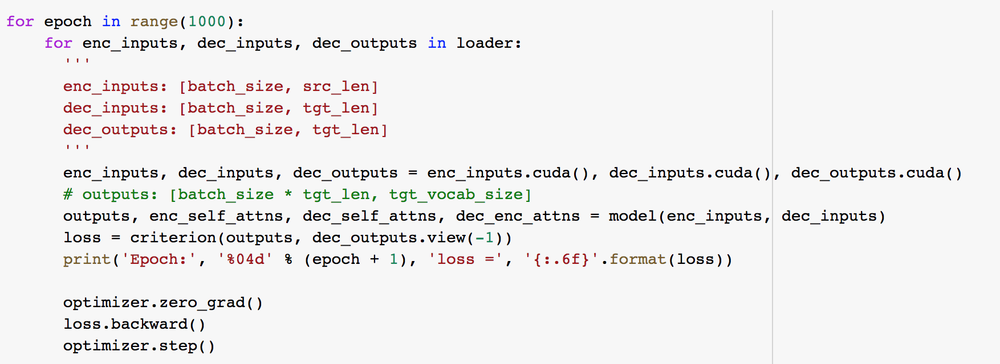 for epoch in range(1000):
    for enc_inputs, dec_inputs, dec_outputs in loader:
      '''
      enc_inputs: [batch_size, src_len]
      dec_inputs: [batch_size, tgt_len]
      dec_outputs: [batch_size, tgt_len]
      '''
      enc_inputs, dec_inputs, dec_outputs = enc_inputs.cuda(), dec_inputs.cuda(), dec_outputs.cuda()
      # outputs: [batch_size * tgt_len, tgt_vocab_size]
      outputs, enc_self_attns, dec_self_attns, dec_enc_attns = model(enc_inputs, dec_inputs)
      loss = criterion(outputs, dec_outputs.view(-1))
      print('Epoch:', '%04d' % (epoch + 1), 'loss =', '{:.6f}'.format(loss))

      optimizer.zero_grad()
      loss.backward()
      optimizer.step()